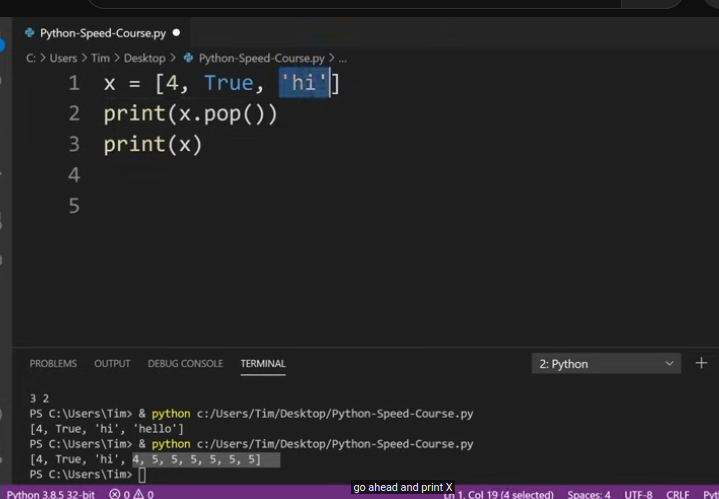 Python-Speed-Course.py
C: > Users > Tim > Desktop > Python-Speed-Course.py > ...
1 x = [4, True, 'hi']
2 print(x.pop())
3 print(x)
4
5
PROBLEMS OUTPUT DEBUG CONSOLE TERMINAL 2: Python
3 2
PS C:\Users\Tim> & python c:/Users/Tim/Desktop/Python-Speed-Course.py
[4, True, 'hi', 'hello']
PS C:\Users\Tim> & python c:/Users/Tim/Desktop/Python-Speed-Course.py
[4, True, 'hi', 4, 5, 5, 5, 5, 5, 5]
PS C:\Users\Tim>
go ahead and print X
Python 3.8.5 32-bit 0 0 Ln 1, Col 19 (4 selected) Spaces: 4 UTF-8 CRLF Pyt